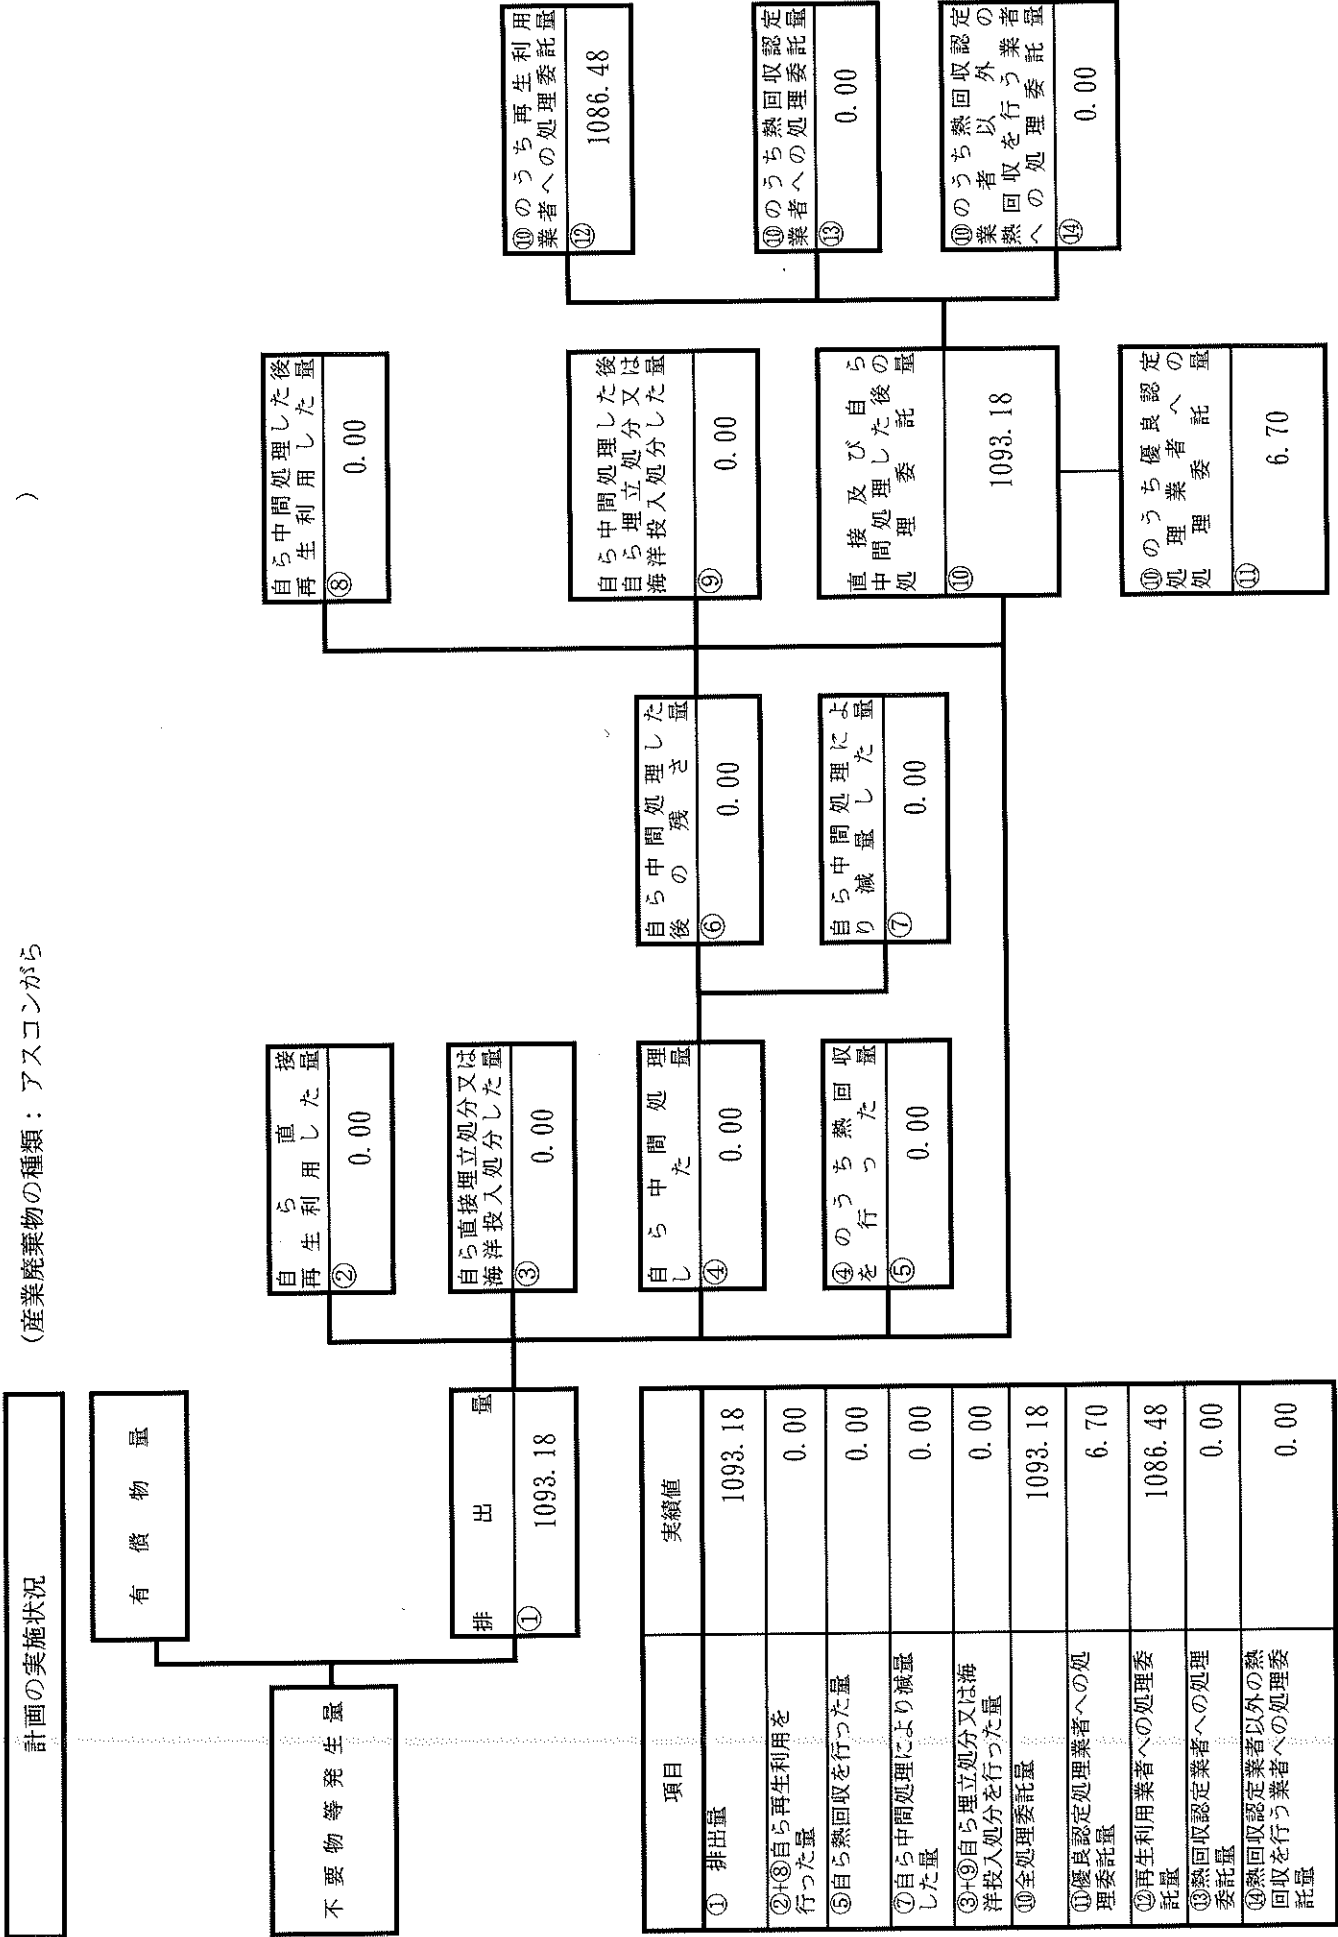 計画の実施状況
(産業廃棄物の種類：アスコンがら
)
不要物等発生量
有償物量
排出量
① 1093.18
自ら直接
再生利用した量
② 0.00
自ら直接埋立処分又は
海洋投入処分した量
③ 0.00
自ら中間処理
した量
④ 0.00
④のうち熱回収
を行った量
⑤ 0.00
自ら中間処理した
後の残さ量
⑥ 0.00
自ら中間処理によ
り減量した量
⑦ 0.00
自ら中間処理した後
再生利用した量
⑧ 0.00
自ら中間処理した後
自ら埋立処分又は
海洋投入処分した量
⑨ 0.00
直接及び自ら
中間処理した後の
処理委託量
⑩ 1093.18
⑩のうち優良認定
処理業者への
処理委託量
⑪ 6.70
⑩のうち再生利用
業者への処理委託量
⑫ 1086.48
⑩のうち熱回収認定
業者への処理委託量
⑬ 0.00
⑩のうち熱回収認定
業者以外の
熱回収を行う業者
への処理委託量
⑭ 0.00
項目 実績値
① 排出量 1093.18
②+⑧自ら再生利用を
行った量 0.00
⑤自ら熱回収を行った量 0.00
⑦自ら中間処理により減量
した量 0.00
③+⑨自ら埋立処分又は海
洋投入処分を行った量 0.00
⑩全処理委託量 1093.18
⑪優良認定処理業者への処
理委託量 6.70
⑫再生利用業者への処理委
託量 1086.48
⑬熱回収認定業者への処理
委託量 0.00
⑭熱回収認定業者以外の熱
回収を行う業者への処理委
託量 0.00